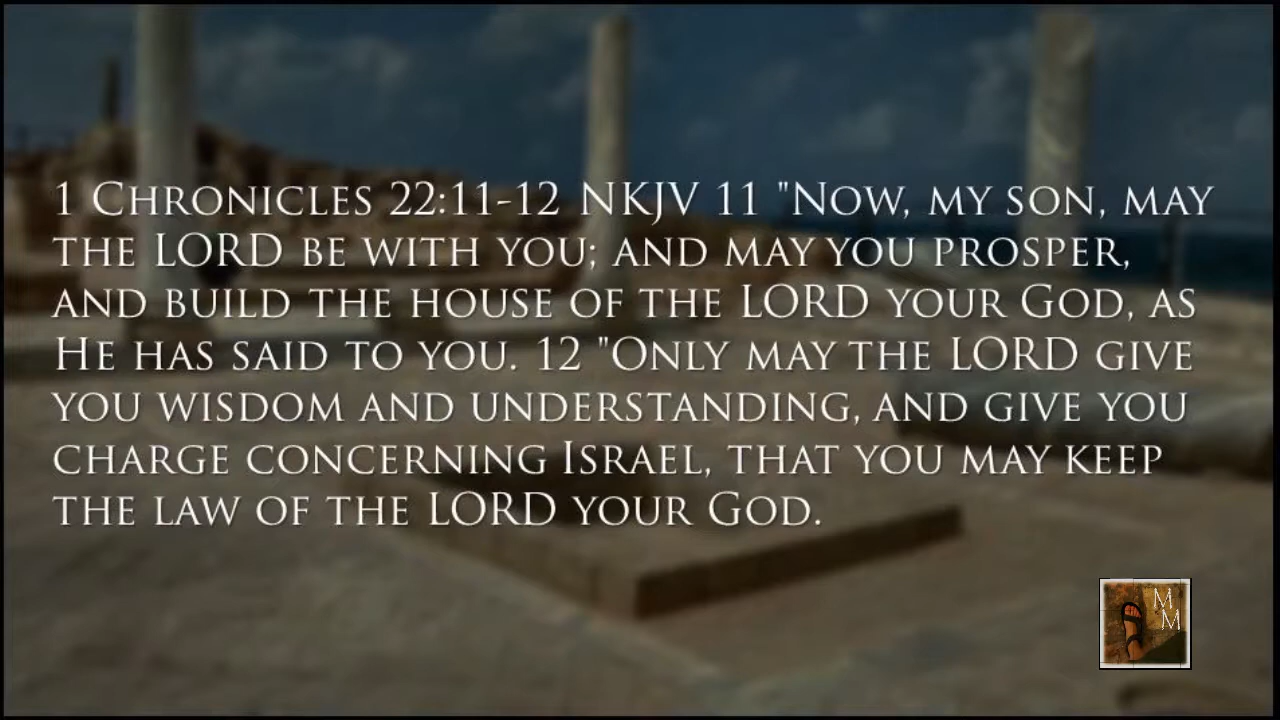 1 Chronicles 22:11-12 NKJV 11 "Now, my son, may
the LORD be with you; and may you prosper,
and build the house of the LORD your God, as
He has said to you. 12 "Only may the LORD give
you wisdom and understanding, and give you
charge concerning Israel, that you may keep
the law of the LORD your God.
M
M